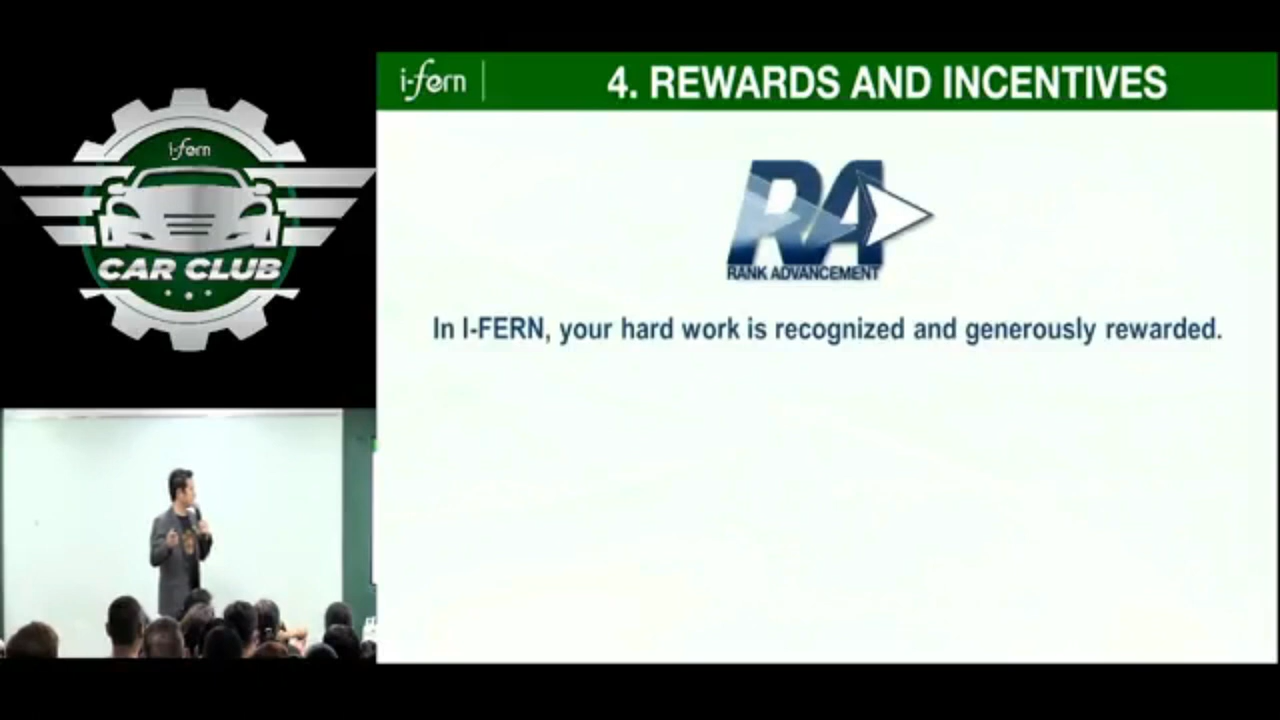 i-fern
CAR CLUB
i-fern
4. REWARDS AND INCENTIVES
RA
RANK ADVANCEMENT
In I-FERN, your hard work is recognized and generously rewarded.